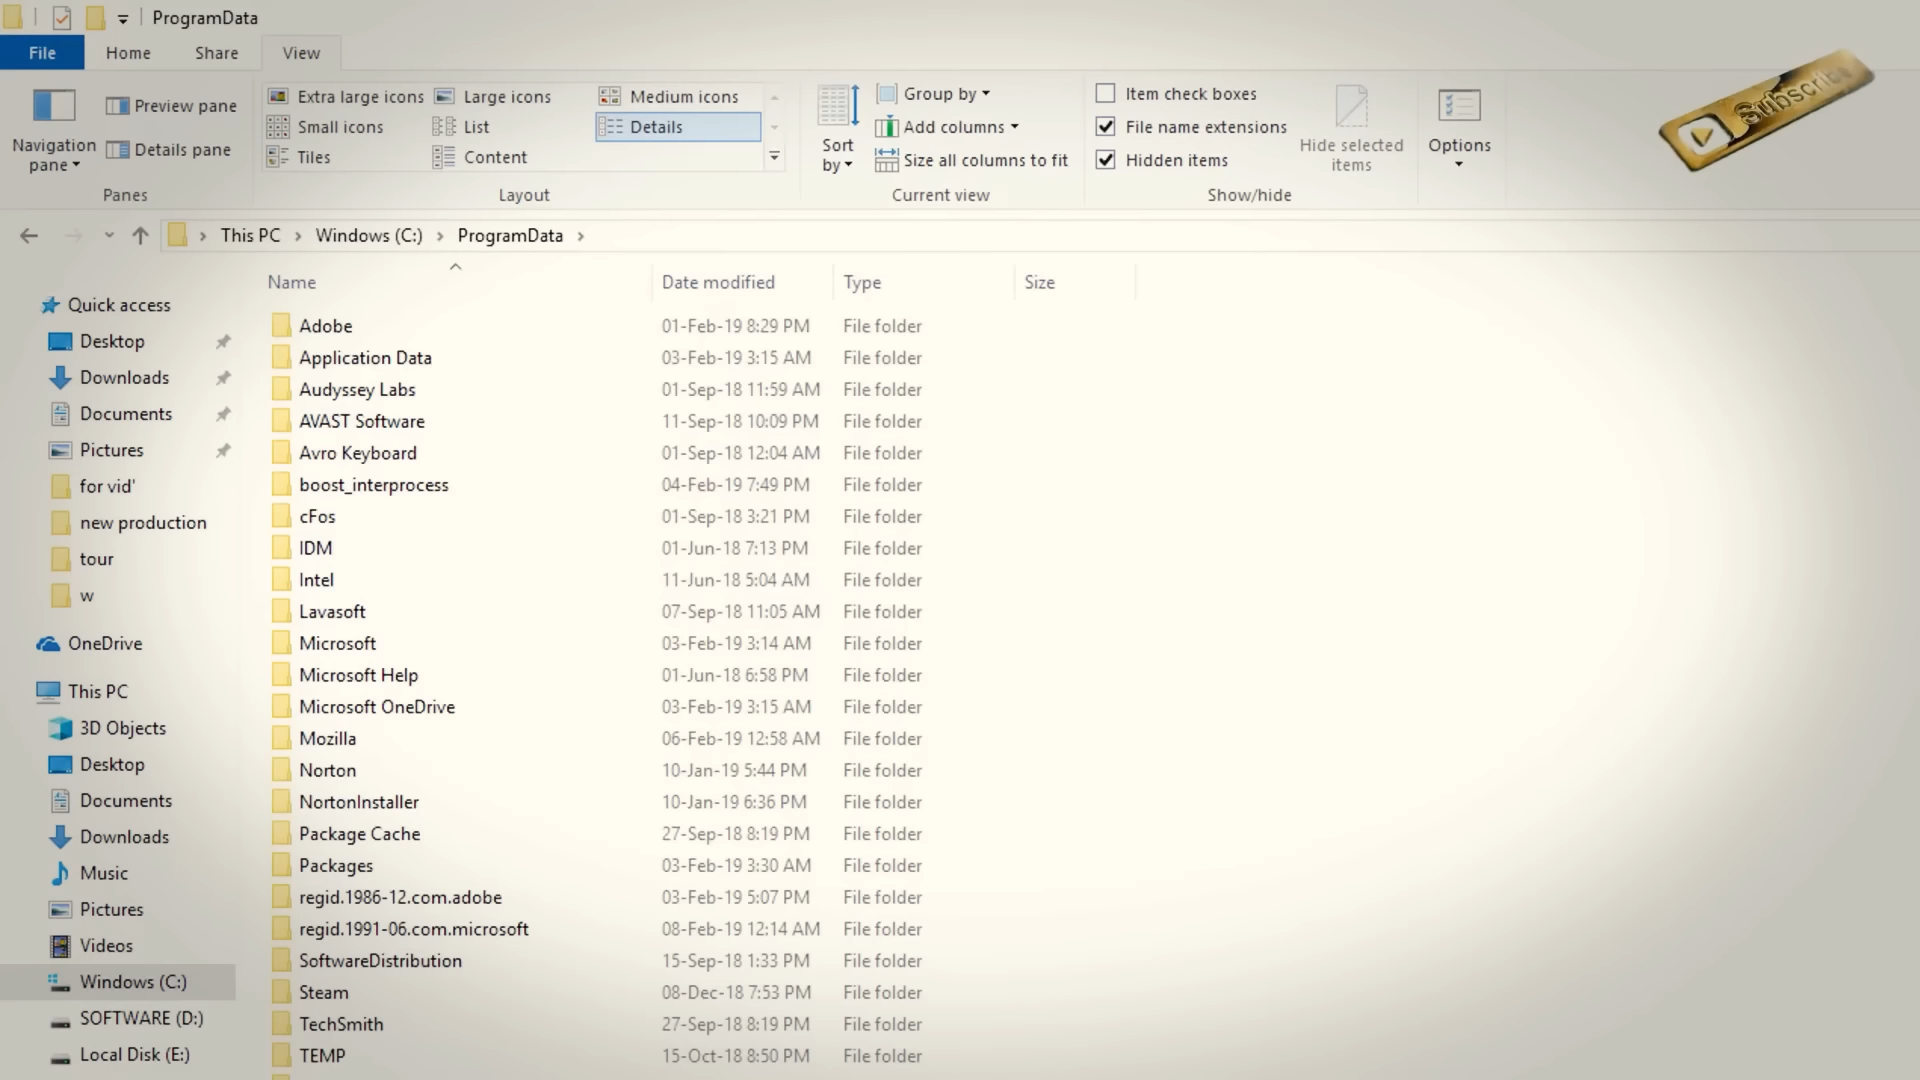 ProgramData
File Home Share View
Navigation pane
Preview pane
Details pane
Panes
Extra large icons Large icons Medium icons
Small icons List Details
Tiles Content
Layout
Sort by
Group by
Add columns
Size all columns to fit
Current view
Item check boxes
File name extensions
Hidden items
Hide selected items
Show/hide
Options
Subscribe
This PC Windows (C:) ProgramData
Quick access
Desktop
Downloads
Documents
Pictures
for vid'
new production
tour
w
OneDrive
This PC
3D Objects
Desktop
Documents
Downloads
Music
Pictures
Videos
Windows (C:)
SOFTWARE (D:)
Local Disk (E:)
Name Date modified Type Size
Adobe 01-Feb-19 8:29 PM File folder
Application Data 03-Feb-19 3:15 AM File folder
Audyssey Labs 01-Sep-18 11:59 AM File folder
AVAST Software 11-Sep-18 10:09 PM File folder
Avro Keyboard 01-Sep-18 12:04 AM File folder
boost_interprocess 04-Feb-19 7:49 PM File folder
cFos 01-Sep-18 3:21 PM File folder
IDM 01-Jun-18 7:13 PM File folder
Intel 11-Jun-18 5:04 AM File folder
Lavasoft 07-Sep-18 11:05 AM File folder
Microsoft 03-Feb-19 3:14 AM File folder
Microsoft Help 01-Jun-18 6:58 PM File folder
Microsoft OneDrive 03-Feb-19 3:15 AM File folder
Mozilla 06-Feb-19 12:58 AM File folder
Norton 10-Jan-19 5:44 PM File folder
NortonInstaller 10-Jan-19 6:36 PM File folder
Package Cache 27-Sep-18 8:19 PM File folder
Packages 03-Feb-19 3:30 AM File folder
regid.1986-12.com.adobe 03-Feb-19 5:07 PM File folder
regid.1991-06.com.microsoft 08-Feb-19 12:14 AM File folder
SoftwareDistribution 15-Sep-18 1:33 PM File folder
Steam 08-Dec-18 7:53 PM File folder
TechSmith 27-Sep-18 8:19 PM File folder
TEMP 15-Oct-18 8:50 PM File folder